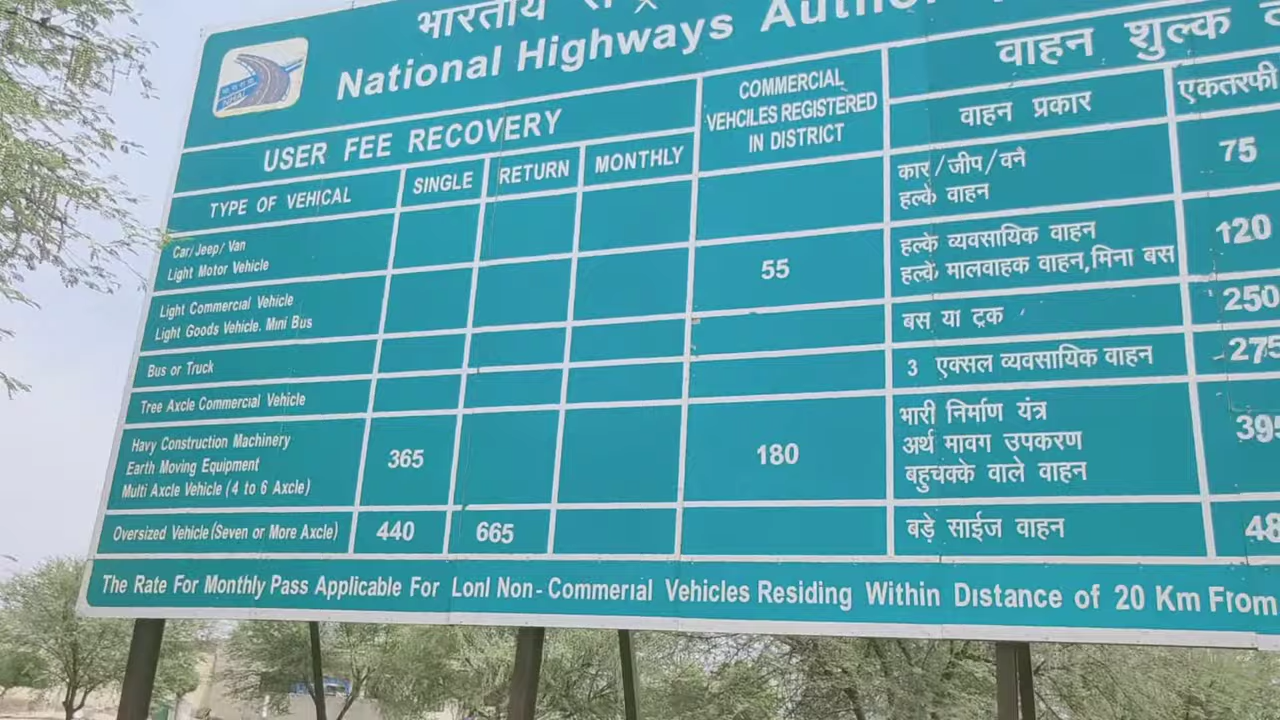 भारतीय
National Highways
वाहन शुल्क
USER FEE RECOVERY
COMMERCIAL
VEHCILES REGISTERED
IN DISTRICT
वाहन प्रकार
एकतरफी
TYPE OF VEHICAL
SINGLE
RETURN
MONTHLY
Car/Jeep/Van
Light Motor Vehicle
कार/जीप/वनै
हल्के वाहन
75
Light Commercial Vehicle
Light Goods Vehicle. Mini Bus
55
हल्के व्यवसायिक वाहन
हल्के मालवाहक वाहन,मिना बस
120
Bus or Truck
बस या ट्रक
250
Tree Axcle Commercial Vehicle
3 एक्सल व्यवसायिक वाहन
275
Havy Construction Machinery
Earth Moving Equipment
Multi Axcle Vehicle (4 to 6 Axcle)
365
180
भारी निर्माण यंत्र
अर्थ मावग उपकरण
बहुचक्के वाले वाहन
Oversized Vehicle (Seven or More Axcle)
440
665
बड़े साईज वाहन
The Rate For Monthly Pass Applicable For Lonl Non-Commerial Vehicles Residing Within Distance of 20 Km From